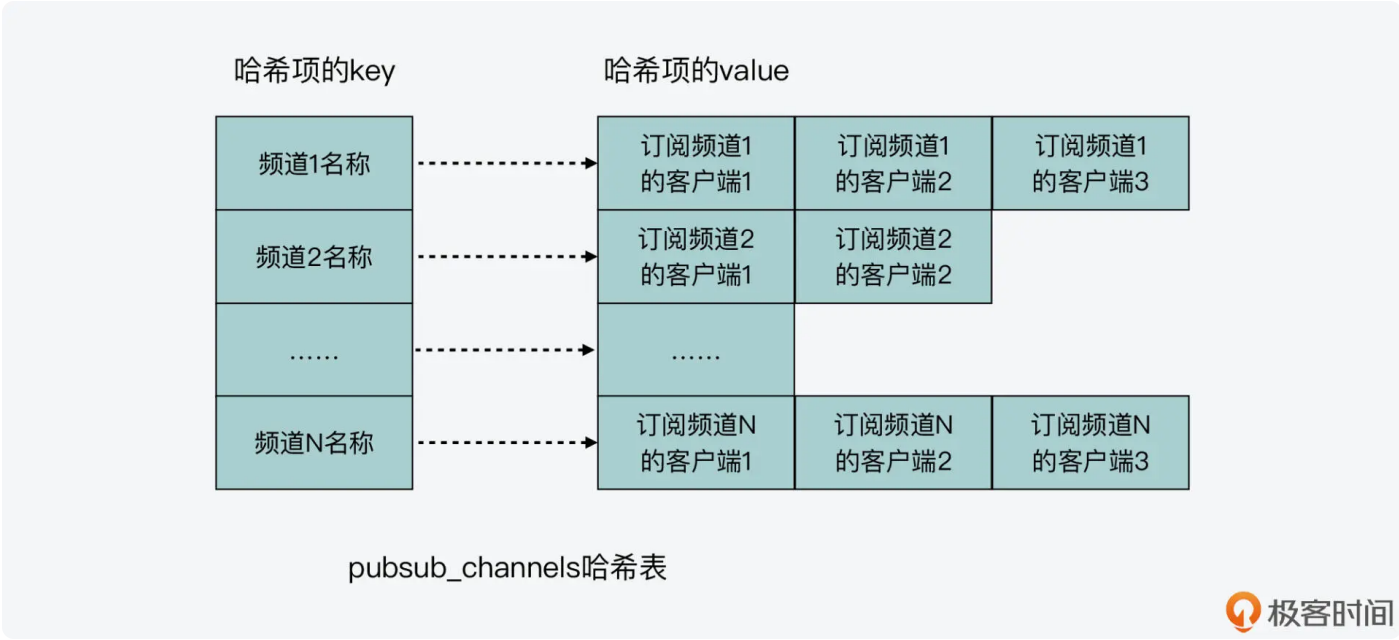 哈希项的key
哈希项的value
频道1名称
订阅频道1
的客户端1
订阅频道1
的客户端2
订阅频道1
的客户端3
频道2名称
订阅频道2
的客户端1
订阅频道2
的客户端2
……
……
频道N名称
订阅频道N
的客户端1
订阅频道N
的客户端2
订阅频道N
的客户端3
pubsub_channels哈希表
极客时间